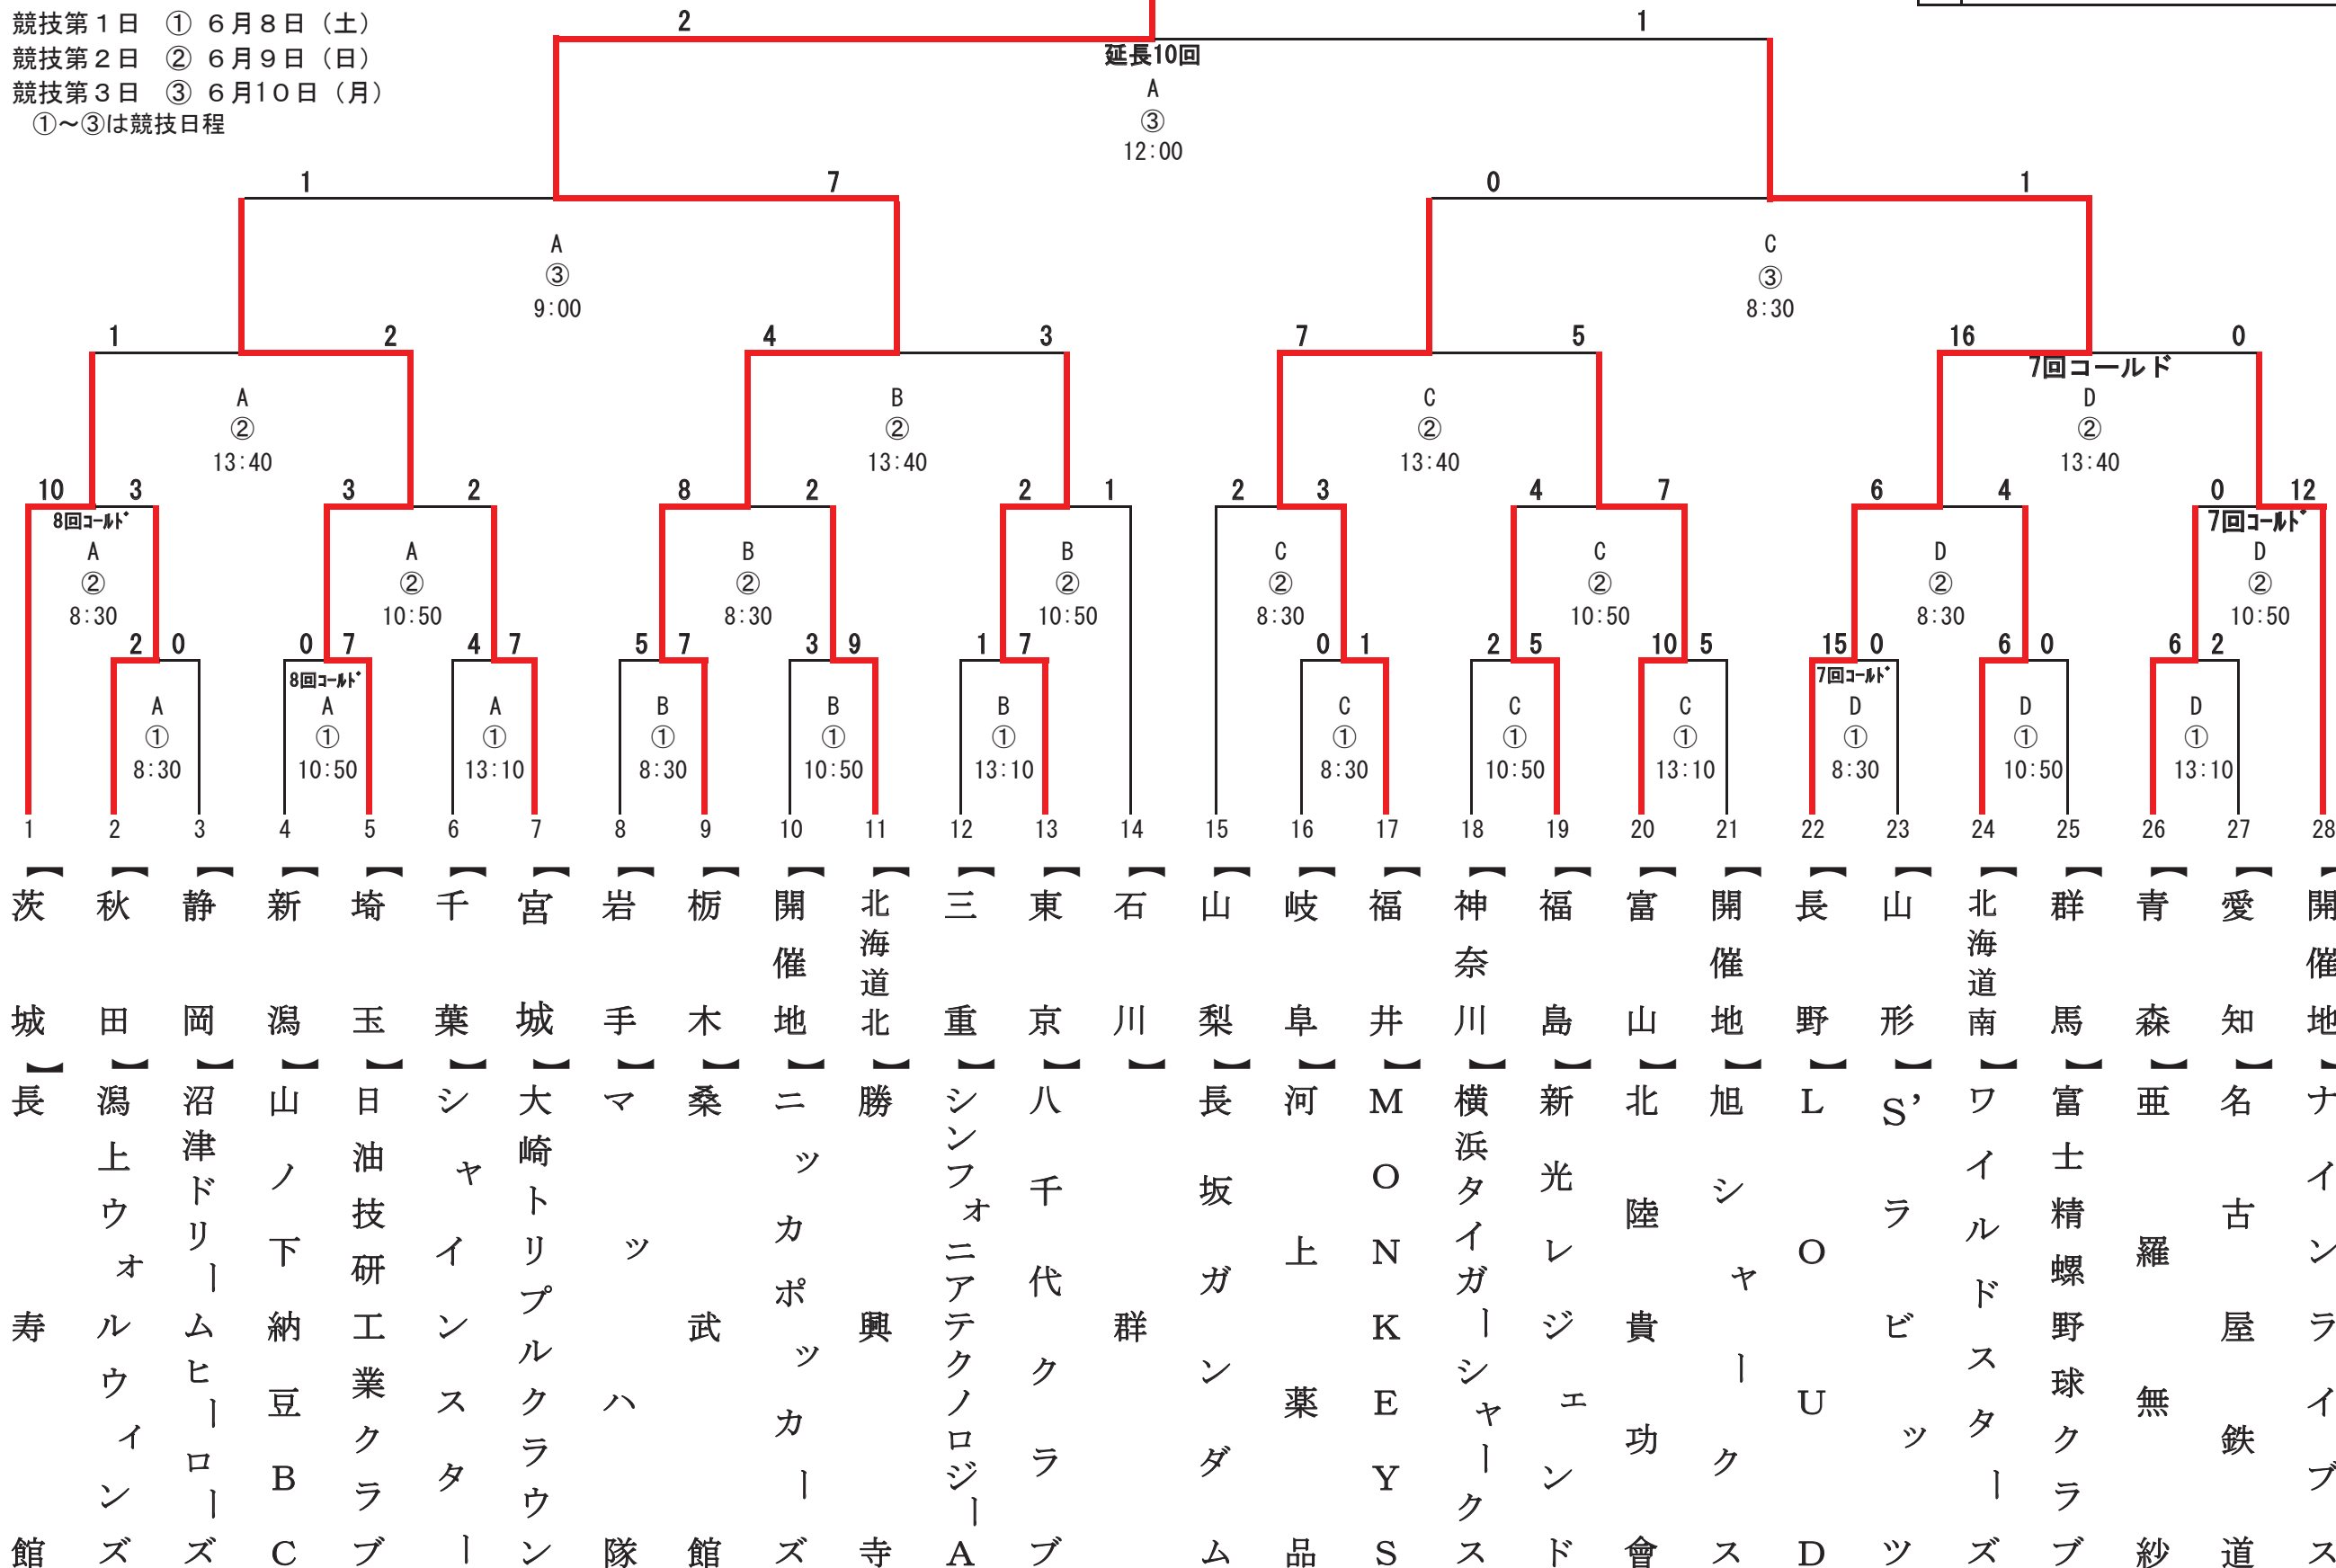 競技第１日　① ６月８日（土）
競技第２日　② ６月９日（日）
競技第３日　③ ６月１０日（月）
①～③は競技日程
2 1
延長10回
A
③
12:00
1 7 0 1
A C
③ ③
9:00 8:30
1 2 4 3 7 5 16 0
7回コールド
A B C D
② ② ② ②
13:40 13:40 13:40 13:40
10 3 3 2 8 2 2 1 2 3 4 7 6 4 0 12
8回ｺｰﾙﾄﾞ 7回ｺｰﾙﾄﾞ
A A B B C C D D
② ② ② ② ② ② ② ②
8:30 10:50 8:30 10:50 8:30 10:50 8:30 10:50
2 0 0 7 4 7 5 7 3 9 1 7 0 1 2 5 10 5 15 0 6 0 6 2
8回ｺｰﾙﾄﾞ 7回ｺｰﾙﾄﾞ
A A A B B B C C C D D D
① ① ① ① ① ① ① ① ① ① ① ①
8:30 10:50 13:10 8:30 10:50 13:10 8:30 10:50 13:10 8:30 10:50 13:10
1 2 3 4 5 6 7 8 9 10 11 12 13 14 15 16 17 18 19 20 21 22 23 24 25 26 27 28
【茨城】長寿館
【秋田】潟上ウォルウィンズ
【静岡】沼津ドリームヒーローズ
【新潟】山ノ下納豆BC
【埼玉】日油技研工業クラブ
【千葉】シャインスター
【宮城】大崎トリプルクラウン
【岩手】マッハ隊
【栃木】桑武館
【開催地】ニッカポッカーズ
【北海道北】勝興寺
【三重】シンフォニアテクノロジーA
【東京】八千代クラブ
【石川】群
【山梨】長坂ガンダム
【岐阜】河上薬品
【福井】MONKEYS
【神奈川】横浜タイガーシャークス
【福島】新光レジェンド
【富山】北陸貴功會
【開催地】旭シャークス
【長野】LOUD
【山形】S’ラビッツ
【北海道南】ワイルドスターズ
【群馬】富士精螺野球クラブ
【青森】亜羅無紗
【愛知】名古屋鉄道
【開催地】ナインライブス